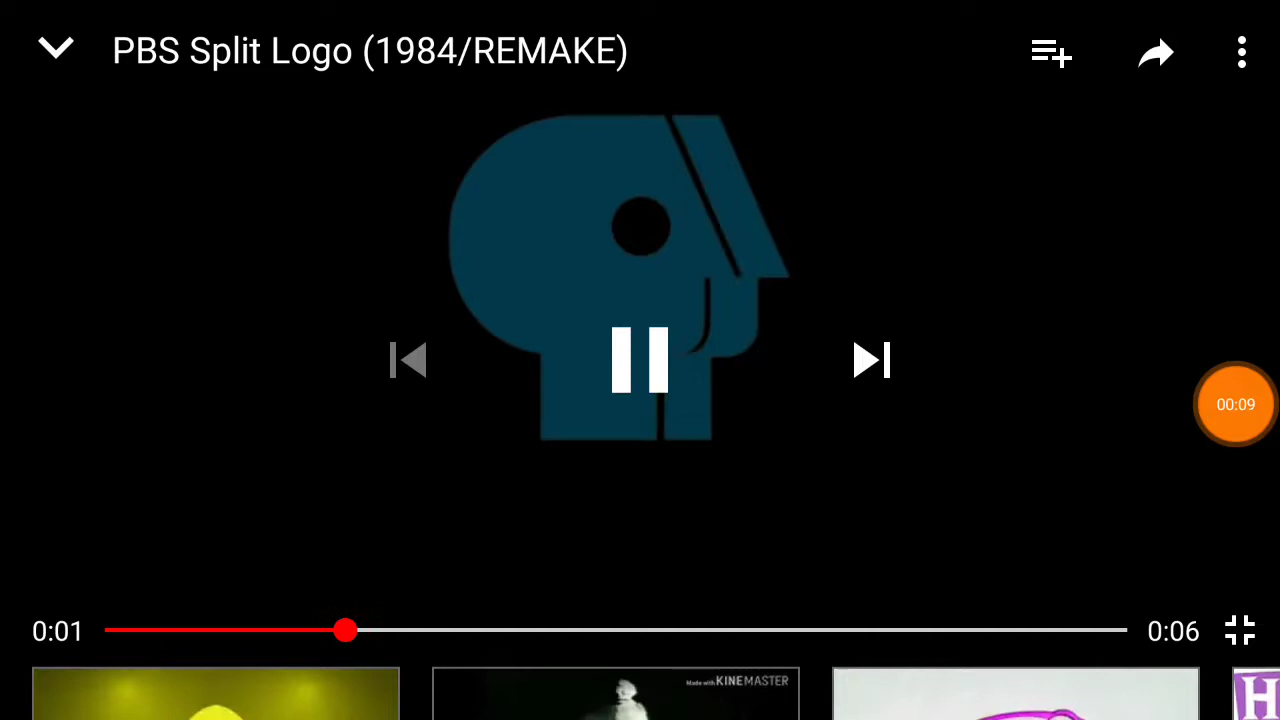 PBS Split Logo (1984/REMAKE)
00:09
0:01
0:06
Made with KINEMASTER
H